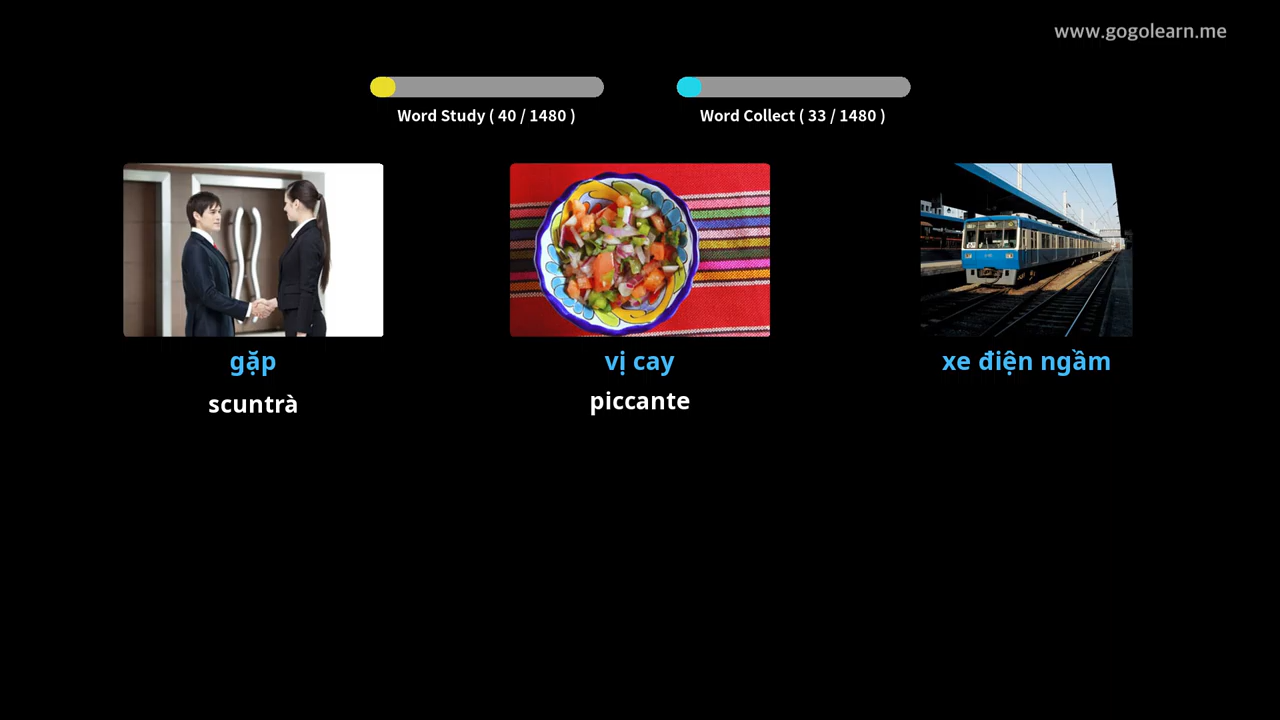 www.gogolearn.me
Word Study ( 40 / 1480 )
Word Collect ( 33 / 1480 )
gặp
vị cay
xe điện ngầm
scuntrà
piccante